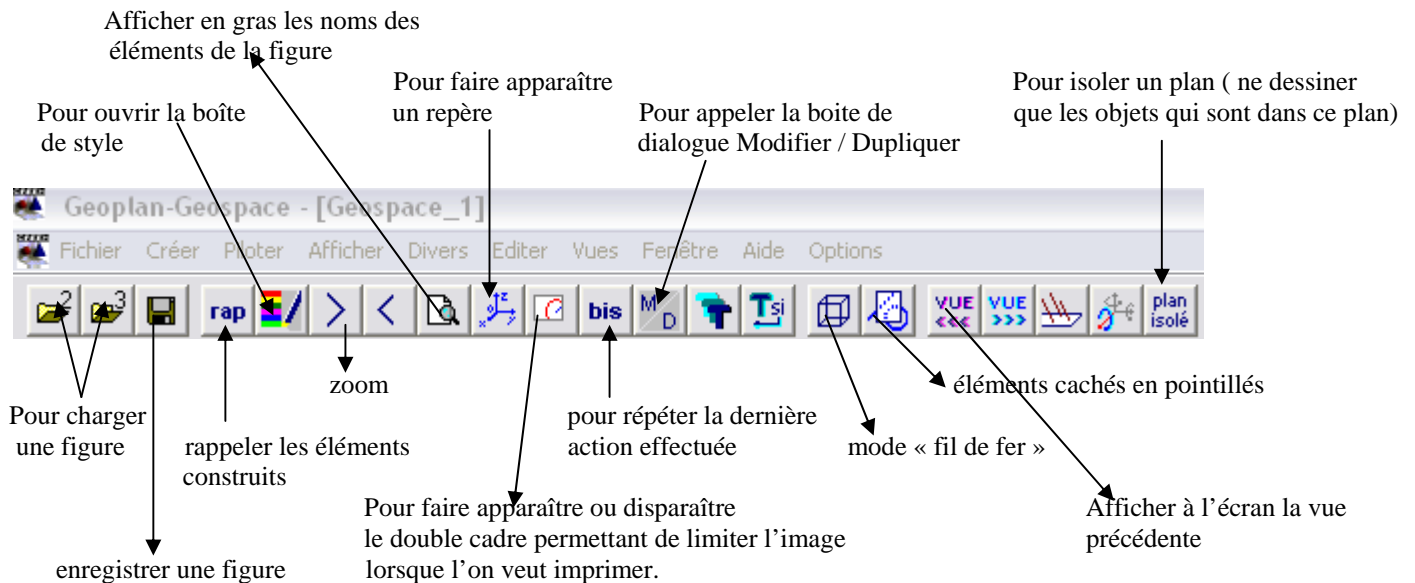 Afficher en gras les noms des
éléments de la figure
Pour faire apparaître
un repère
Pour isoler un plan ( ne dessiner
que les objets qui sont dans ce plan)
Pour ouvrir la boîte
de style
Pour appeler la boite de
dialogue Modifier / Dupliquer
Geoplan-Geospace - [Geospace_1]
Fichier Créer Piloter Afficher Divers Editer Vues Fenêtre Aide Options
2 3 rap > < x y z bis M D T si VUE <<< VUE >>> plan isolé
zoom
éléments cachés en pointillés
Pour charger
une figure
rappeler les éléments
construits
pour répéter la dernière
action effectuée
mode « fil de fer »
Pour faire apparaître ou disparaître
le double cadre permettant de limiter l’image
lorsque l’on veut imprimer.
Afficher à l’écran la vue
précédente
enregistrer une figure